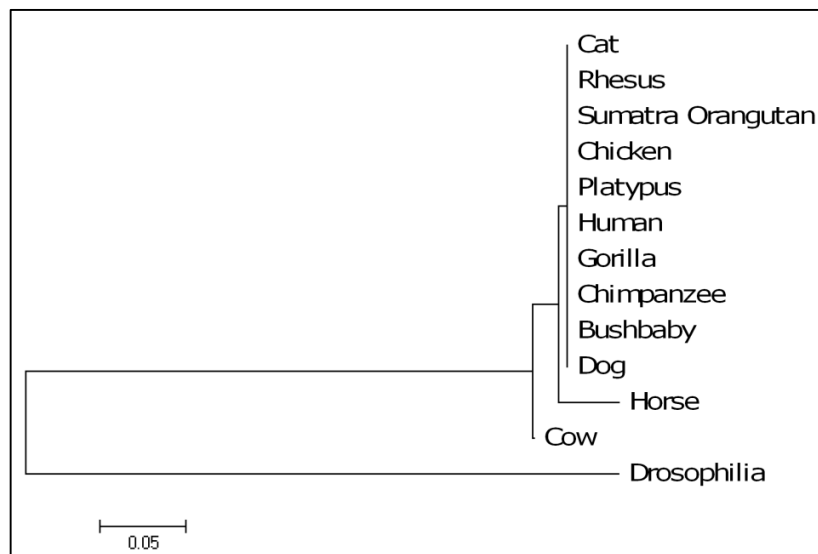 Cat
Rhesus
Sumatra Orangutan
Chicken
Platypus
Human
Gorilla
Chimpanzee
Bushbaby
Dog
Horse
Cow
Drosophilia
0.05